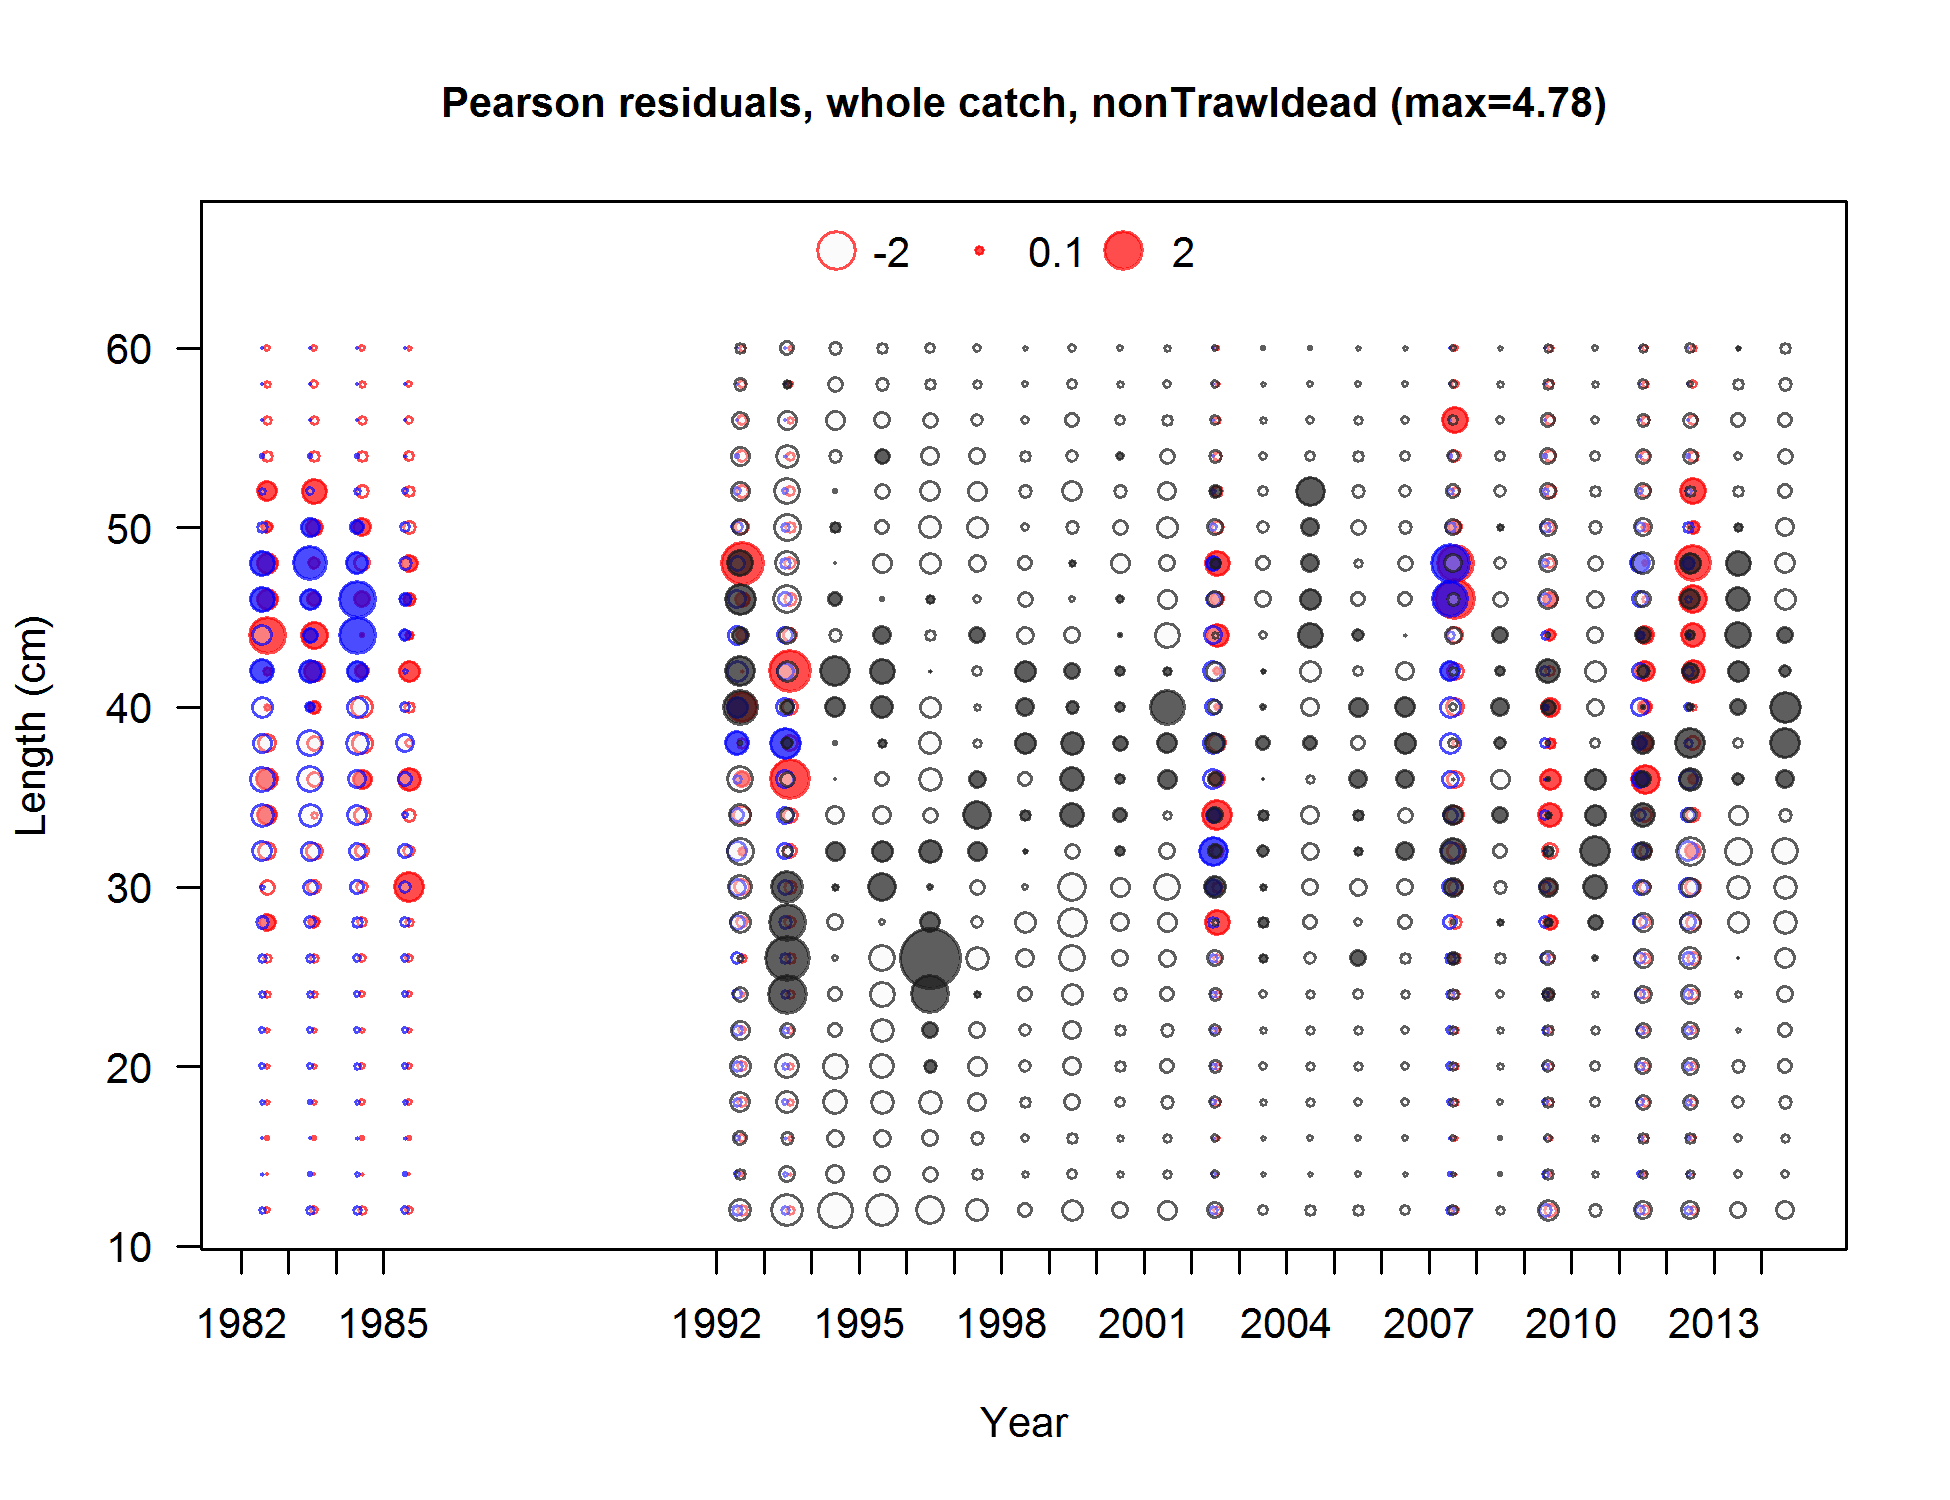 Pearson residuals, whole catch, nonTrawldead (max=4.78)
-2 0.1 2
60
50
40
30
20
10
Length (cm)
1982 1985 1992 1995 1998 2001 2004 2007 2010 2013
Year